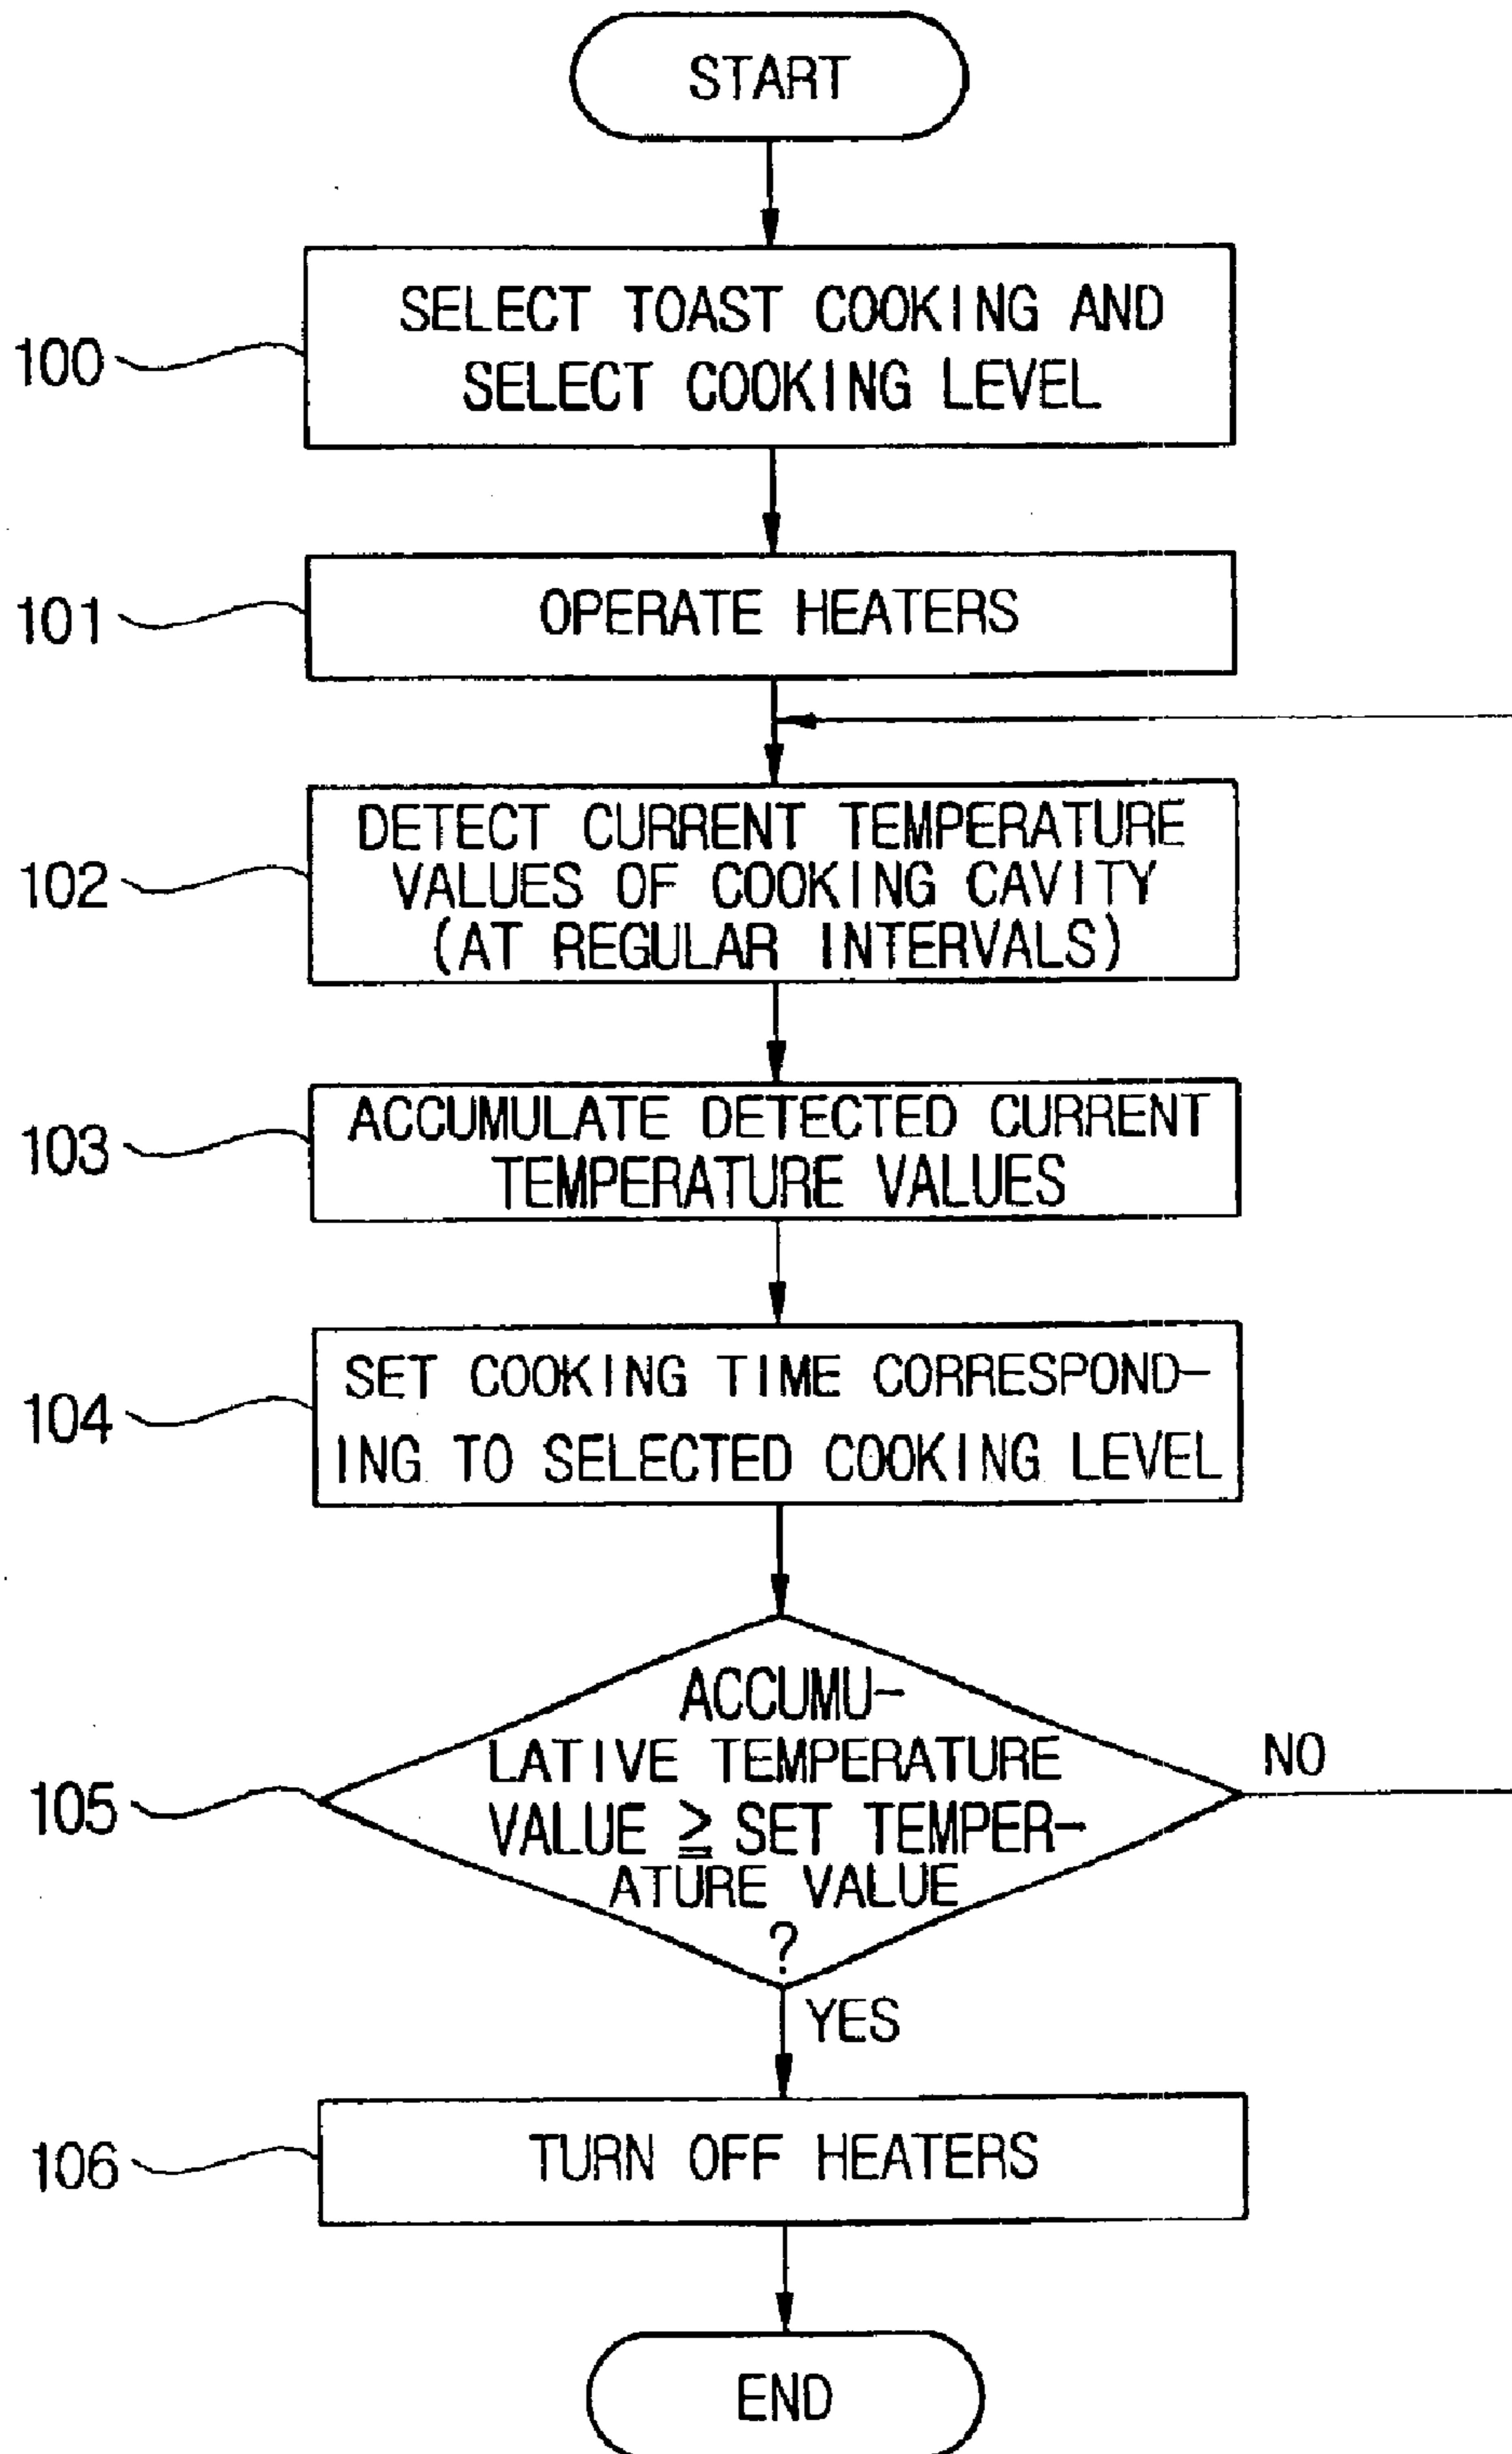 START
100
SELECT TOAST COOKING AND
SELECT COOKING LEVEL
101
OPERATE HEATERS
102
DETECT CURRENT TEMPERATURE
VALUES OF COOKING CAVITY
(AT REGULAR INTERVALS)
103
ACCUMULATE DETECTED CURRENT
TEMPERATURE VALUES
104
SET COOKING TIME CORRESPOND-
ING TO SELECTED COOKING LEVEL
105
ACCUMU-
LATIVE TEMPERATURE
VALUE ≧ SET TEMPER-
ATURE VALUE
?
NO
YES
106
TURN OFF HEATERS
END